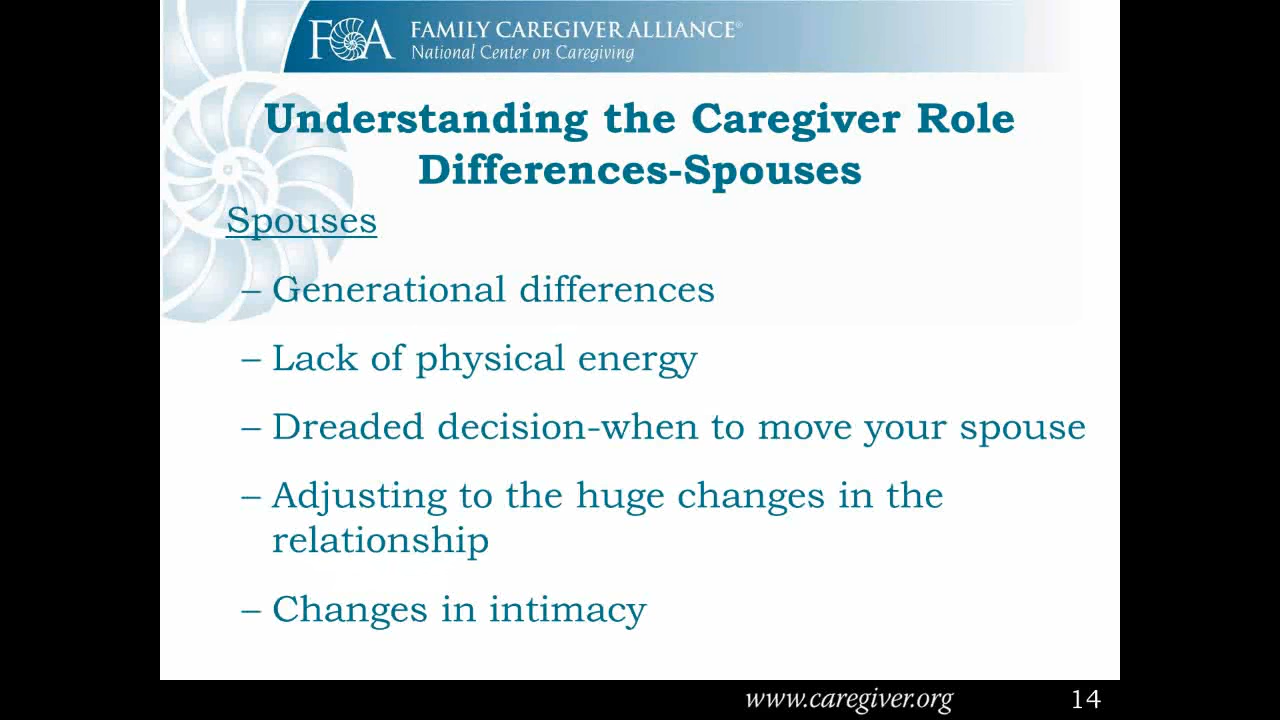 FCA FAMILY CAREGIVER ALLIANCE®
National Center on Caregiving
Understanding the Caregiver Role
Differences-Spouses
Spouses
– Generational differences
– Lack of physical energy
– Dreaded decision-when to move your spouse
– Adjusting to the huge changes in the
relationship
– Changes in intimacy
www.caregiver.org 14